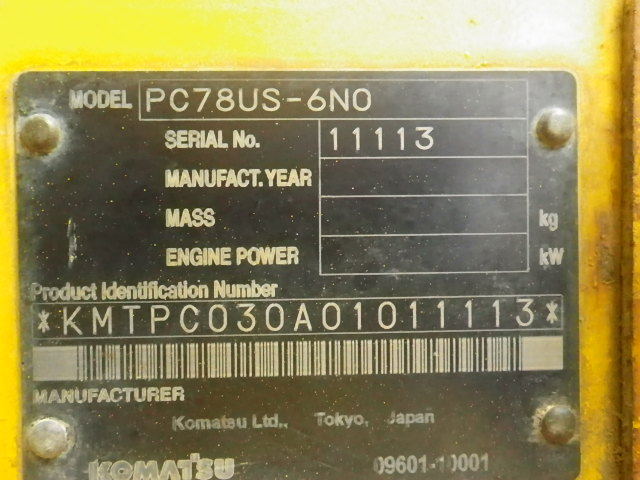 MODEL PC78US-6N0
SERIAL No. 11113
MANUFACT. YEAR
MASS kg
ENGINE POWER kW
Product Identification Number
*KMTPC030A01011113*
MANUFACTURER
Komatsu Ltd., Tokyo, Japan
KOMATSU 09601-10001